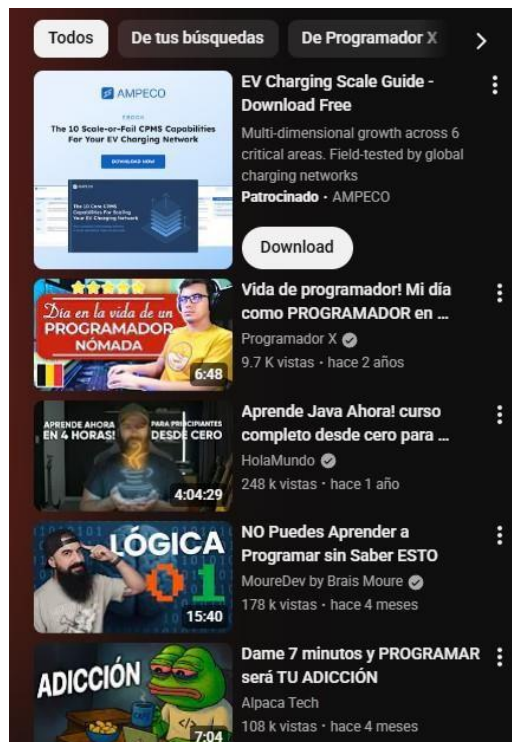 Todos
De tus búsquedas
De Programador X
AMPECO
EBOOK
The 10 Scale-or-Fail CPMS Capabilities
For Your EV Charging Network
DOWNLOAD NOW
AMPECO
The 10 Core CPMS
Capabilities For Scaling
Your EV Charging Network
EV Charging Scale Guide -
Download Free
Multi-dimensional growth across 6
critical areas. Field-tested by global
charging networks
Patrocinado · AMPECO
Download
Día en la vida de un
PROGRAMADOR
NÓMADA
6:48
Vida de programador! Mi día
como PROGRAMADOR en ...
Programador X
9.7 K vistas · hace 2 años
APRENDE AHORA
EN 4 HORAS!
PARA PRINCIPIANTES
DESDE CERO
4:04:29
Aprende Java Ahora! curso
completo desde cero para ...
HolaMundo
248 k vistas · hace 1 año
LÓGICA
01
15:40
NO Puedes Aprender a
Programar sin Saber ESTO
MoureDev by Brais Moure
178 k vistas · hace 4 meses
ADICCIÓN
CAFÉ
</>
7:04
Dame 7 minutos y PROGRAMAR
será TU ADICCIÓN
Alpaca Tech
108 k vistas · hace 4 meses